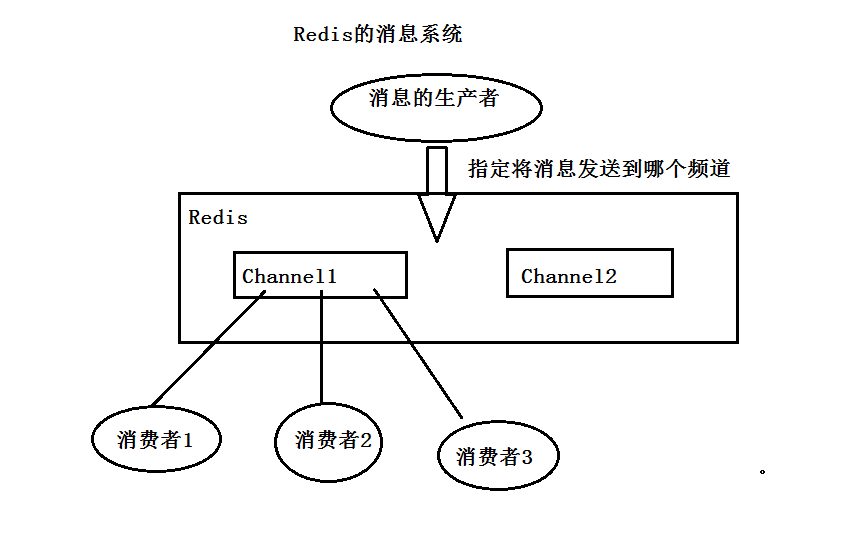 Redis的消息系统
消息的生产者
指定将消息发送到哪个频道
Redis
Channel1
Channel2
消费者1
消费者2
消费者3
。